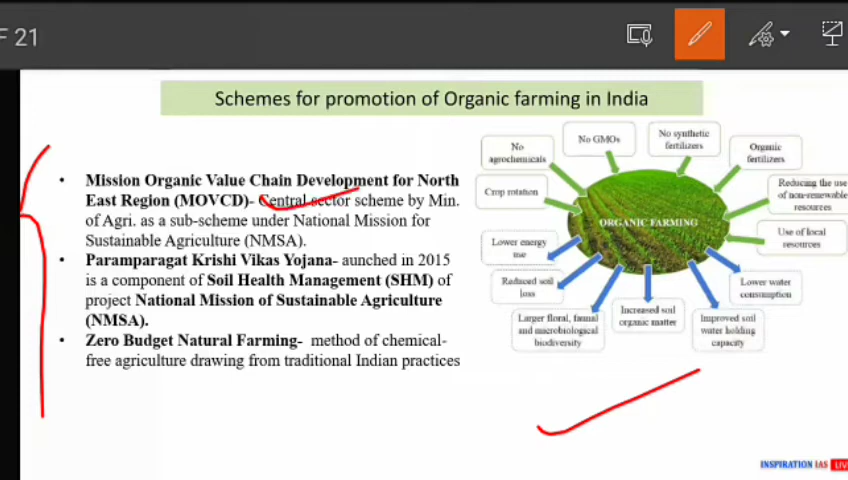 F 21
Schemes for promotion of Organic farming in India
• Mission Organic Value Chain Development for North
East Region (MOVCD)- Central sector scheme by Min.
of Agri. as a sub-scheme under National Mission for
Sustainable Agriculture (NMSA).
• Paramparagat Krishi Vikas Yojana- aunched in 2015
is a component of Soil Health Management (SHM) of
project National Mission of Sustainable Agriculture
(NMSA).
• Zero Budget Natural Farming- method of chemical-
free agriculture drawing from traditional Indian practices
No
agrochemicals
No GMOs
No synthetic
fertilizers
Organic
fertilizers
Crop rotation
Reducing the use
of non-renewable
resources
ORGANIC FARMING
Use of local
resources
Lower energy
use
Reduced soil
loss
Lower water
consumption
Larger floral, faunal
and microbiological
biodiversity
Increased soil
organic matter
Improved soil
water holding
capacity
INSPIRATION IAS LIV